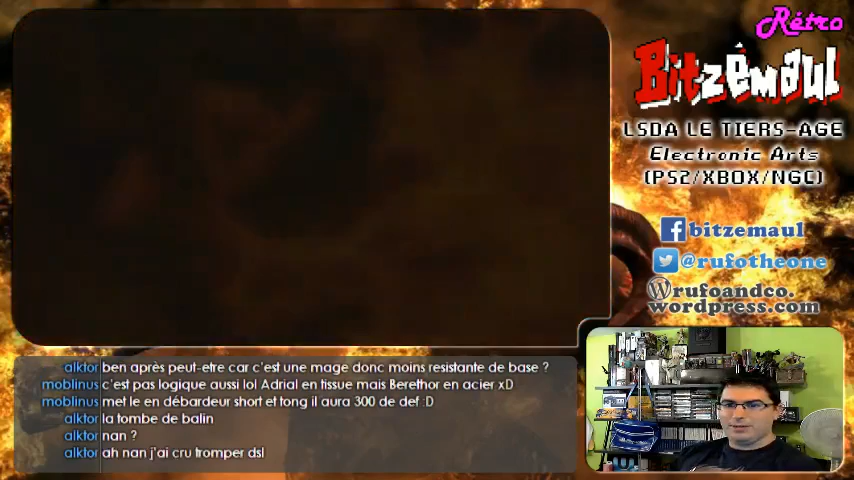 Rétro
Bitzemaul
LSDA LE TIERS-AGE
Electronic Arts
(PS2/XBOX/NGC)
bitzemaul
@rufotheone
rufoandco.
wordpress.com
alktor ben après peut-etre car c'est une mage donc moins resistante de base ?
moblinus c'est pas logique aussi lol Adrial en tissue mais Berethor en acier xD
moblinus met le en débardeur short et tong il aura 300 de def :D
alktor la tombe de balin
alktor nan ?
alktor ah nan j'ai cru tromper dsl